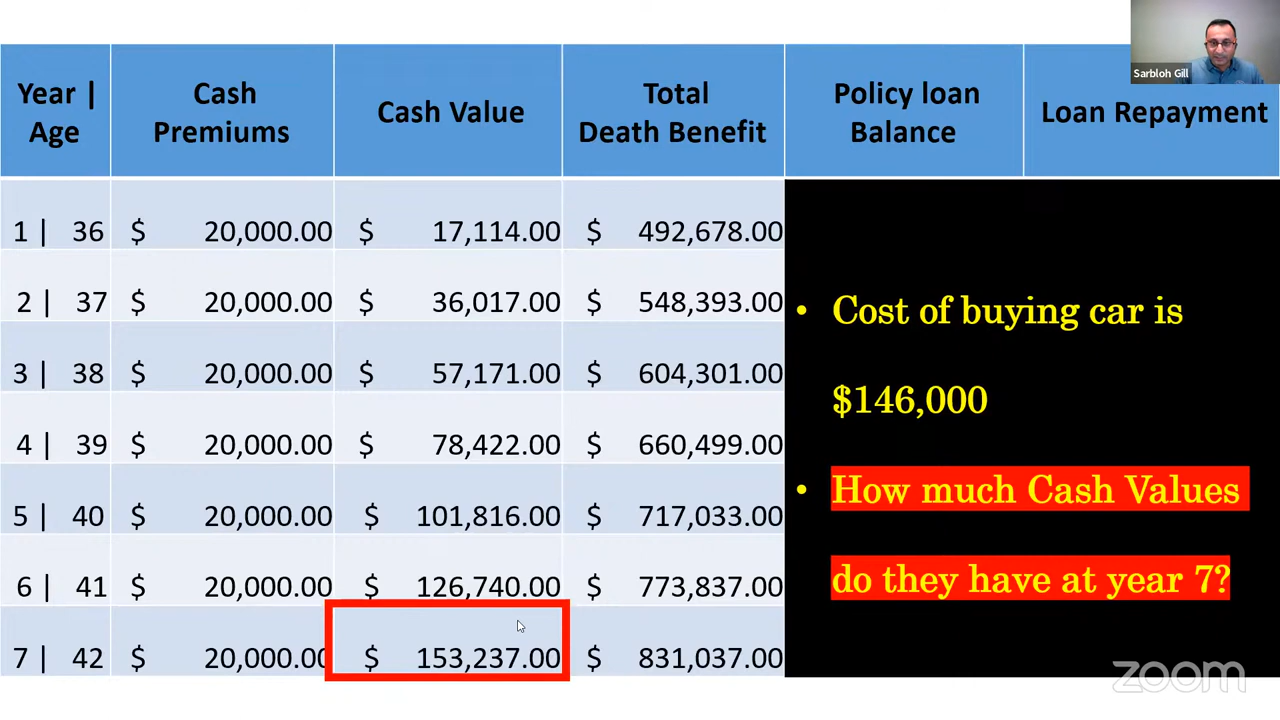 Sarbloh Gill
Year | Age
Cash Premiums
Cash Value
Total Death Benefit
Policy loan Balance
Loan Repayment
1 | 36 $ 20,000.00 $ 17,114.00 $ 492,678.00
2 | 37 $ 20,000.00 $ 36,017.00 $ 548,393.00
3 | 38 $ 20,000.00 $ 57,171.00 $ 604,301.00
4 | 39 $ 20,000.00 $ 78,422.00 $ 660,499.00
5 | 40 $ 20,000.00 $ 101,816.00 $ 717,033.00
6 | 41 $ 20,000.00 $ 126,740.00 $ 773,837.00
7 | 42 $ 20,000.00 $ 153,237.00 $ 831,037.00
• Cost of buying car is
$146,000
• How much Cash Values
do they have at year 7?
zoom